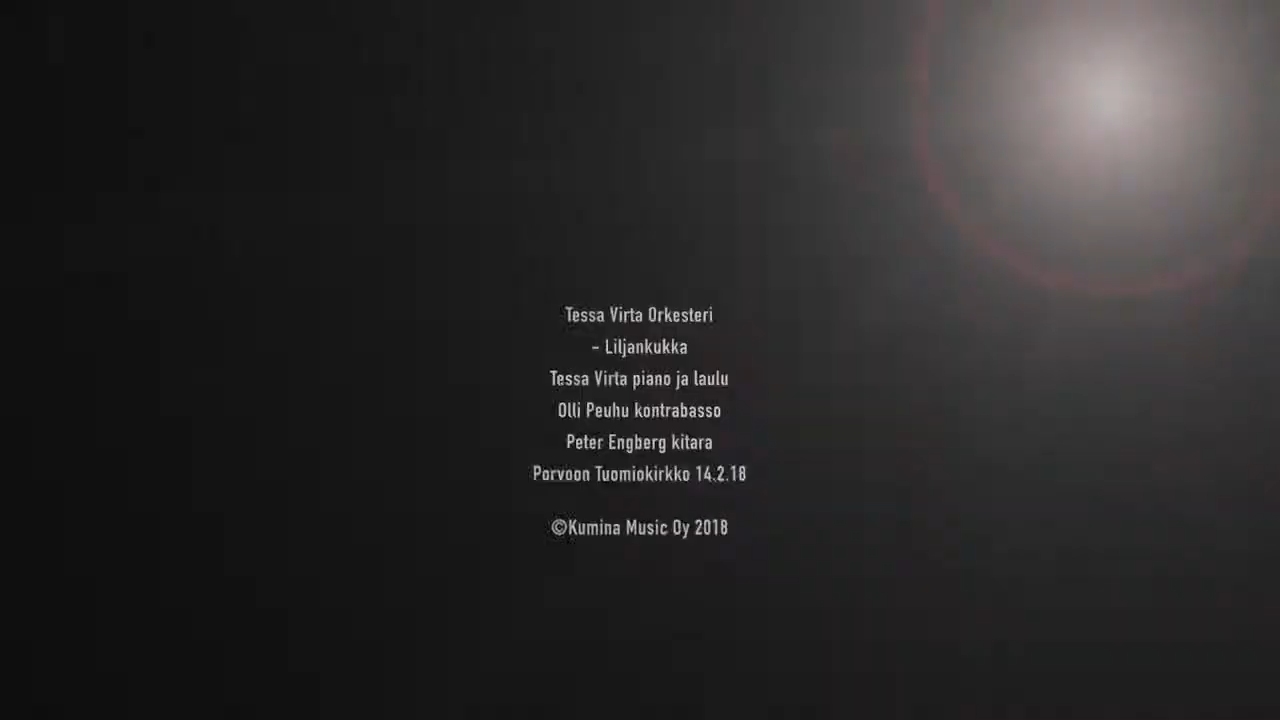 Tessa Virta Orkesteri
- Liljankukka
Tessa Virta piano ja laulu
Olli Peuhu kontrabasso
Peter Engberg kitara
Porvoon Tuomiokirkko 14.2.18
©Kumina Music Oy 2018